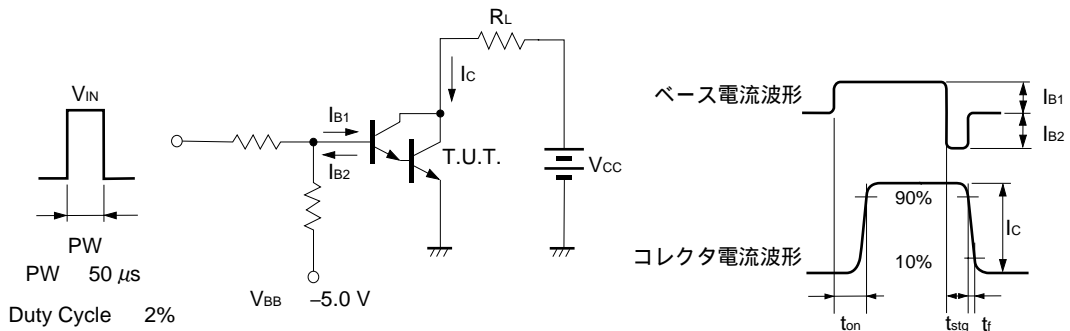 VIN
PW
PW 50 μs
Duty Cycle 2%
IB1
IB2
VBB –5.0 V
T.U.T.
IC
RL
VCC
ベース電流波形
IB1
IB2
コレクタ電流波形
90%
10%
IC
ton
tstg
tf